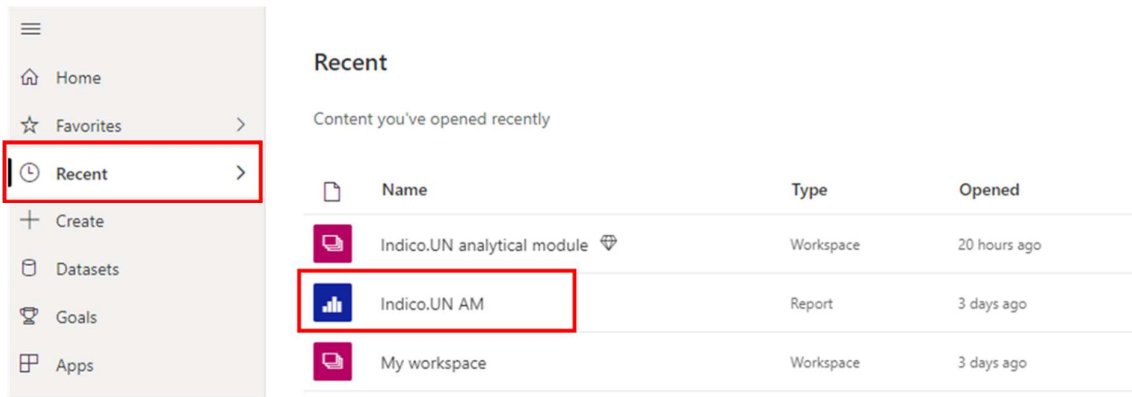 Home
Favorites
Recent
Create
Datasets
Goals
Apps
Recent
Content you've opened recently
Name Type Opened
Indico.UN analytical module Workspace 20 hours ago
Indico.UN AM Report 3 days ago
My workspace Workspace 3 days ago